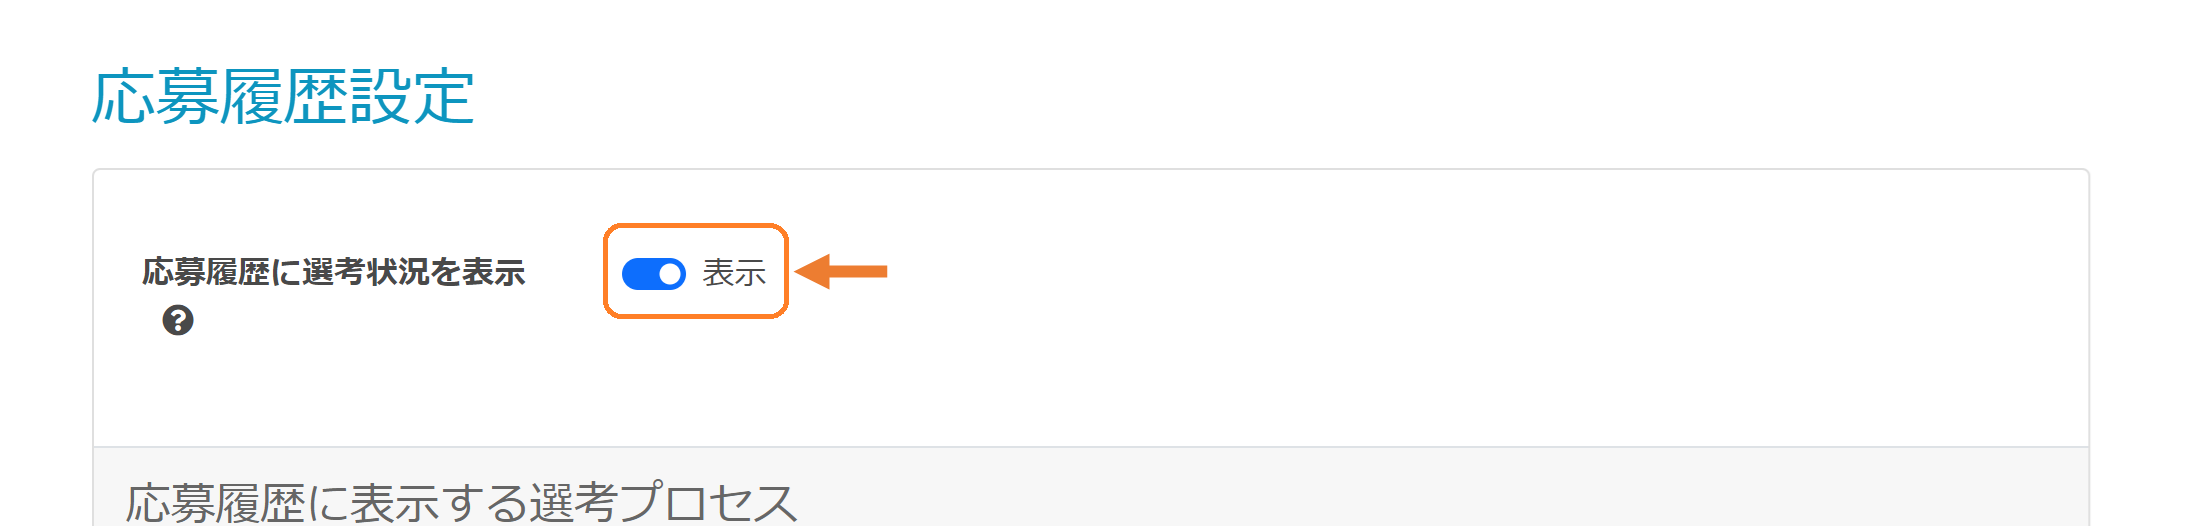 応募履歴設定
応募履歴に選考状況を表示
表示
応募履歴に表示する選考プロセス